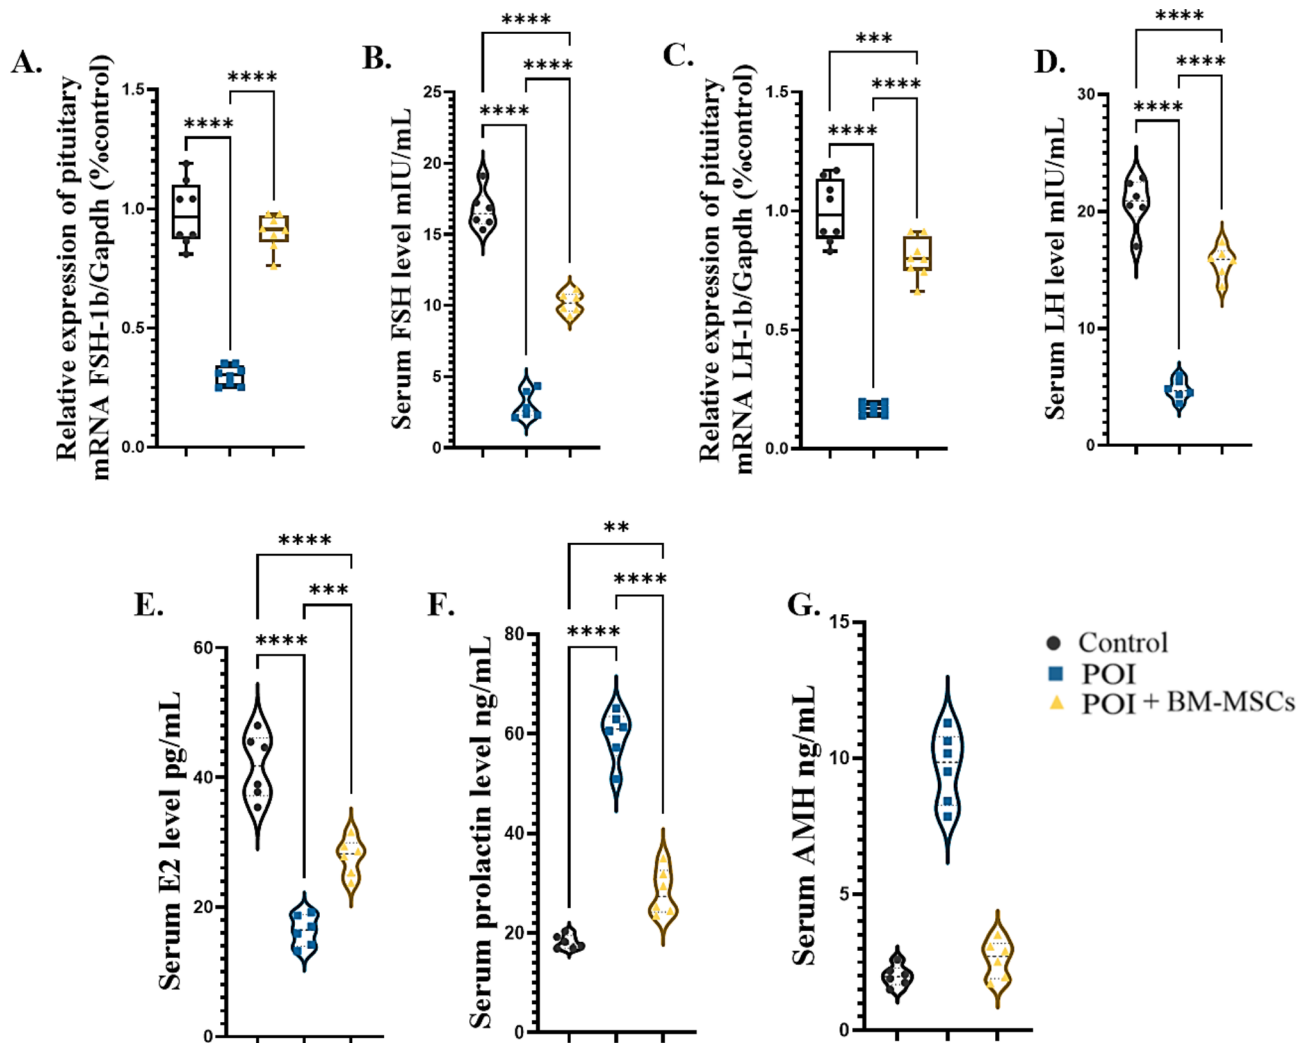 A.
Relative expression of pituitary
mRNA FSH-1b/Gapdh (%control)
1.5
1.0
0.5
0.0
****
****
B.
Serum FSH level mIU/mL
25
20
15
10
5
0
****
****
****
C.
Relative expression of pituitary
mRNA LH-1b/Gapdh (%control)
1.5
1.0
0.5
0.0
***
****
****
D.
Serum LH level mIU/mL
30
20
10
0
****
****
****
E.
Serum E2 level pg/mL
60
40
20
0
****
***
****
F.
Serum prolactin level ng/mL
80
60
40
20
0
**
****
****
G.
Serum AMH ng/mL
15
10
5
0
Control
POI
POI + BM-MSCs